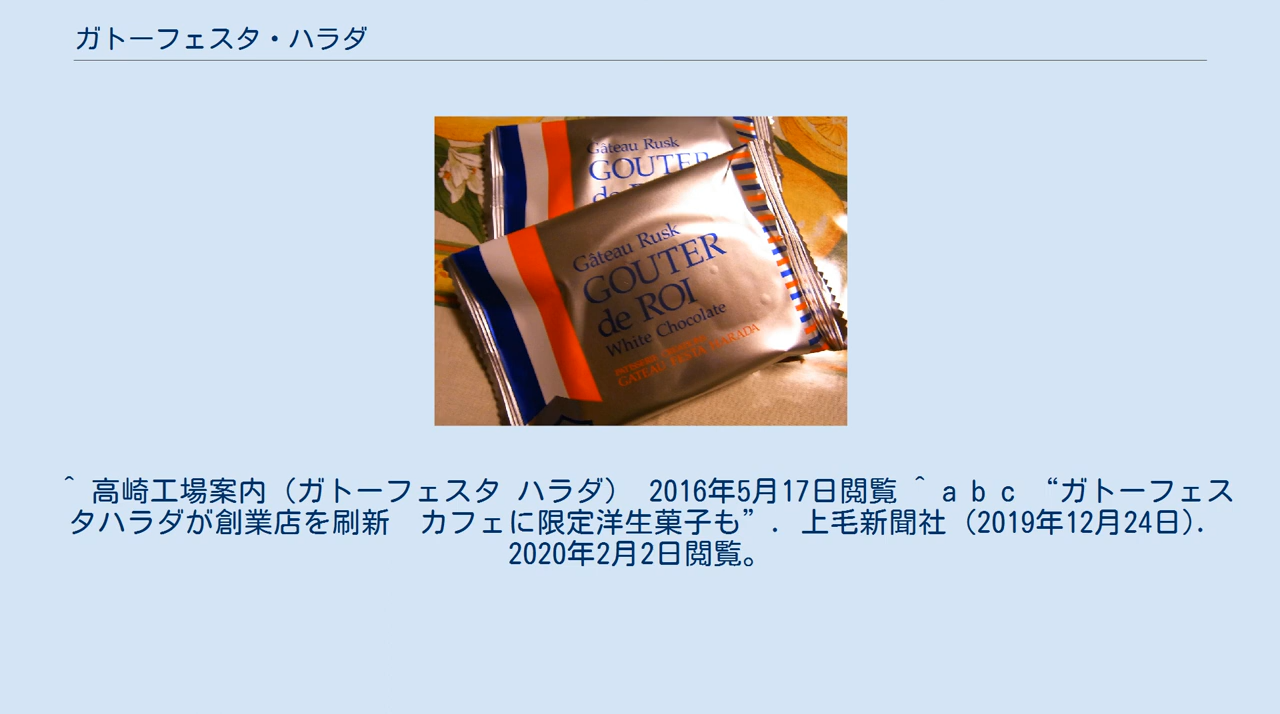 ガトーフェスタ・ハラダ
Gâteau Rusk
GOUTER
Gâteau Rusk
GOUTER
de ROI
White Chocolate
GATEAU FESTA HARADA
^ 高崎工場案内（ガトーフェスタ ハラダ） 2016年5月17日閲覧 ^ a b c “ガトーフェス
タハラダが創業店を刷新　カフェに限定洋生菓子も”. 上毛新聞社 (2019年12月24日).
2020年2月2日閲覧。